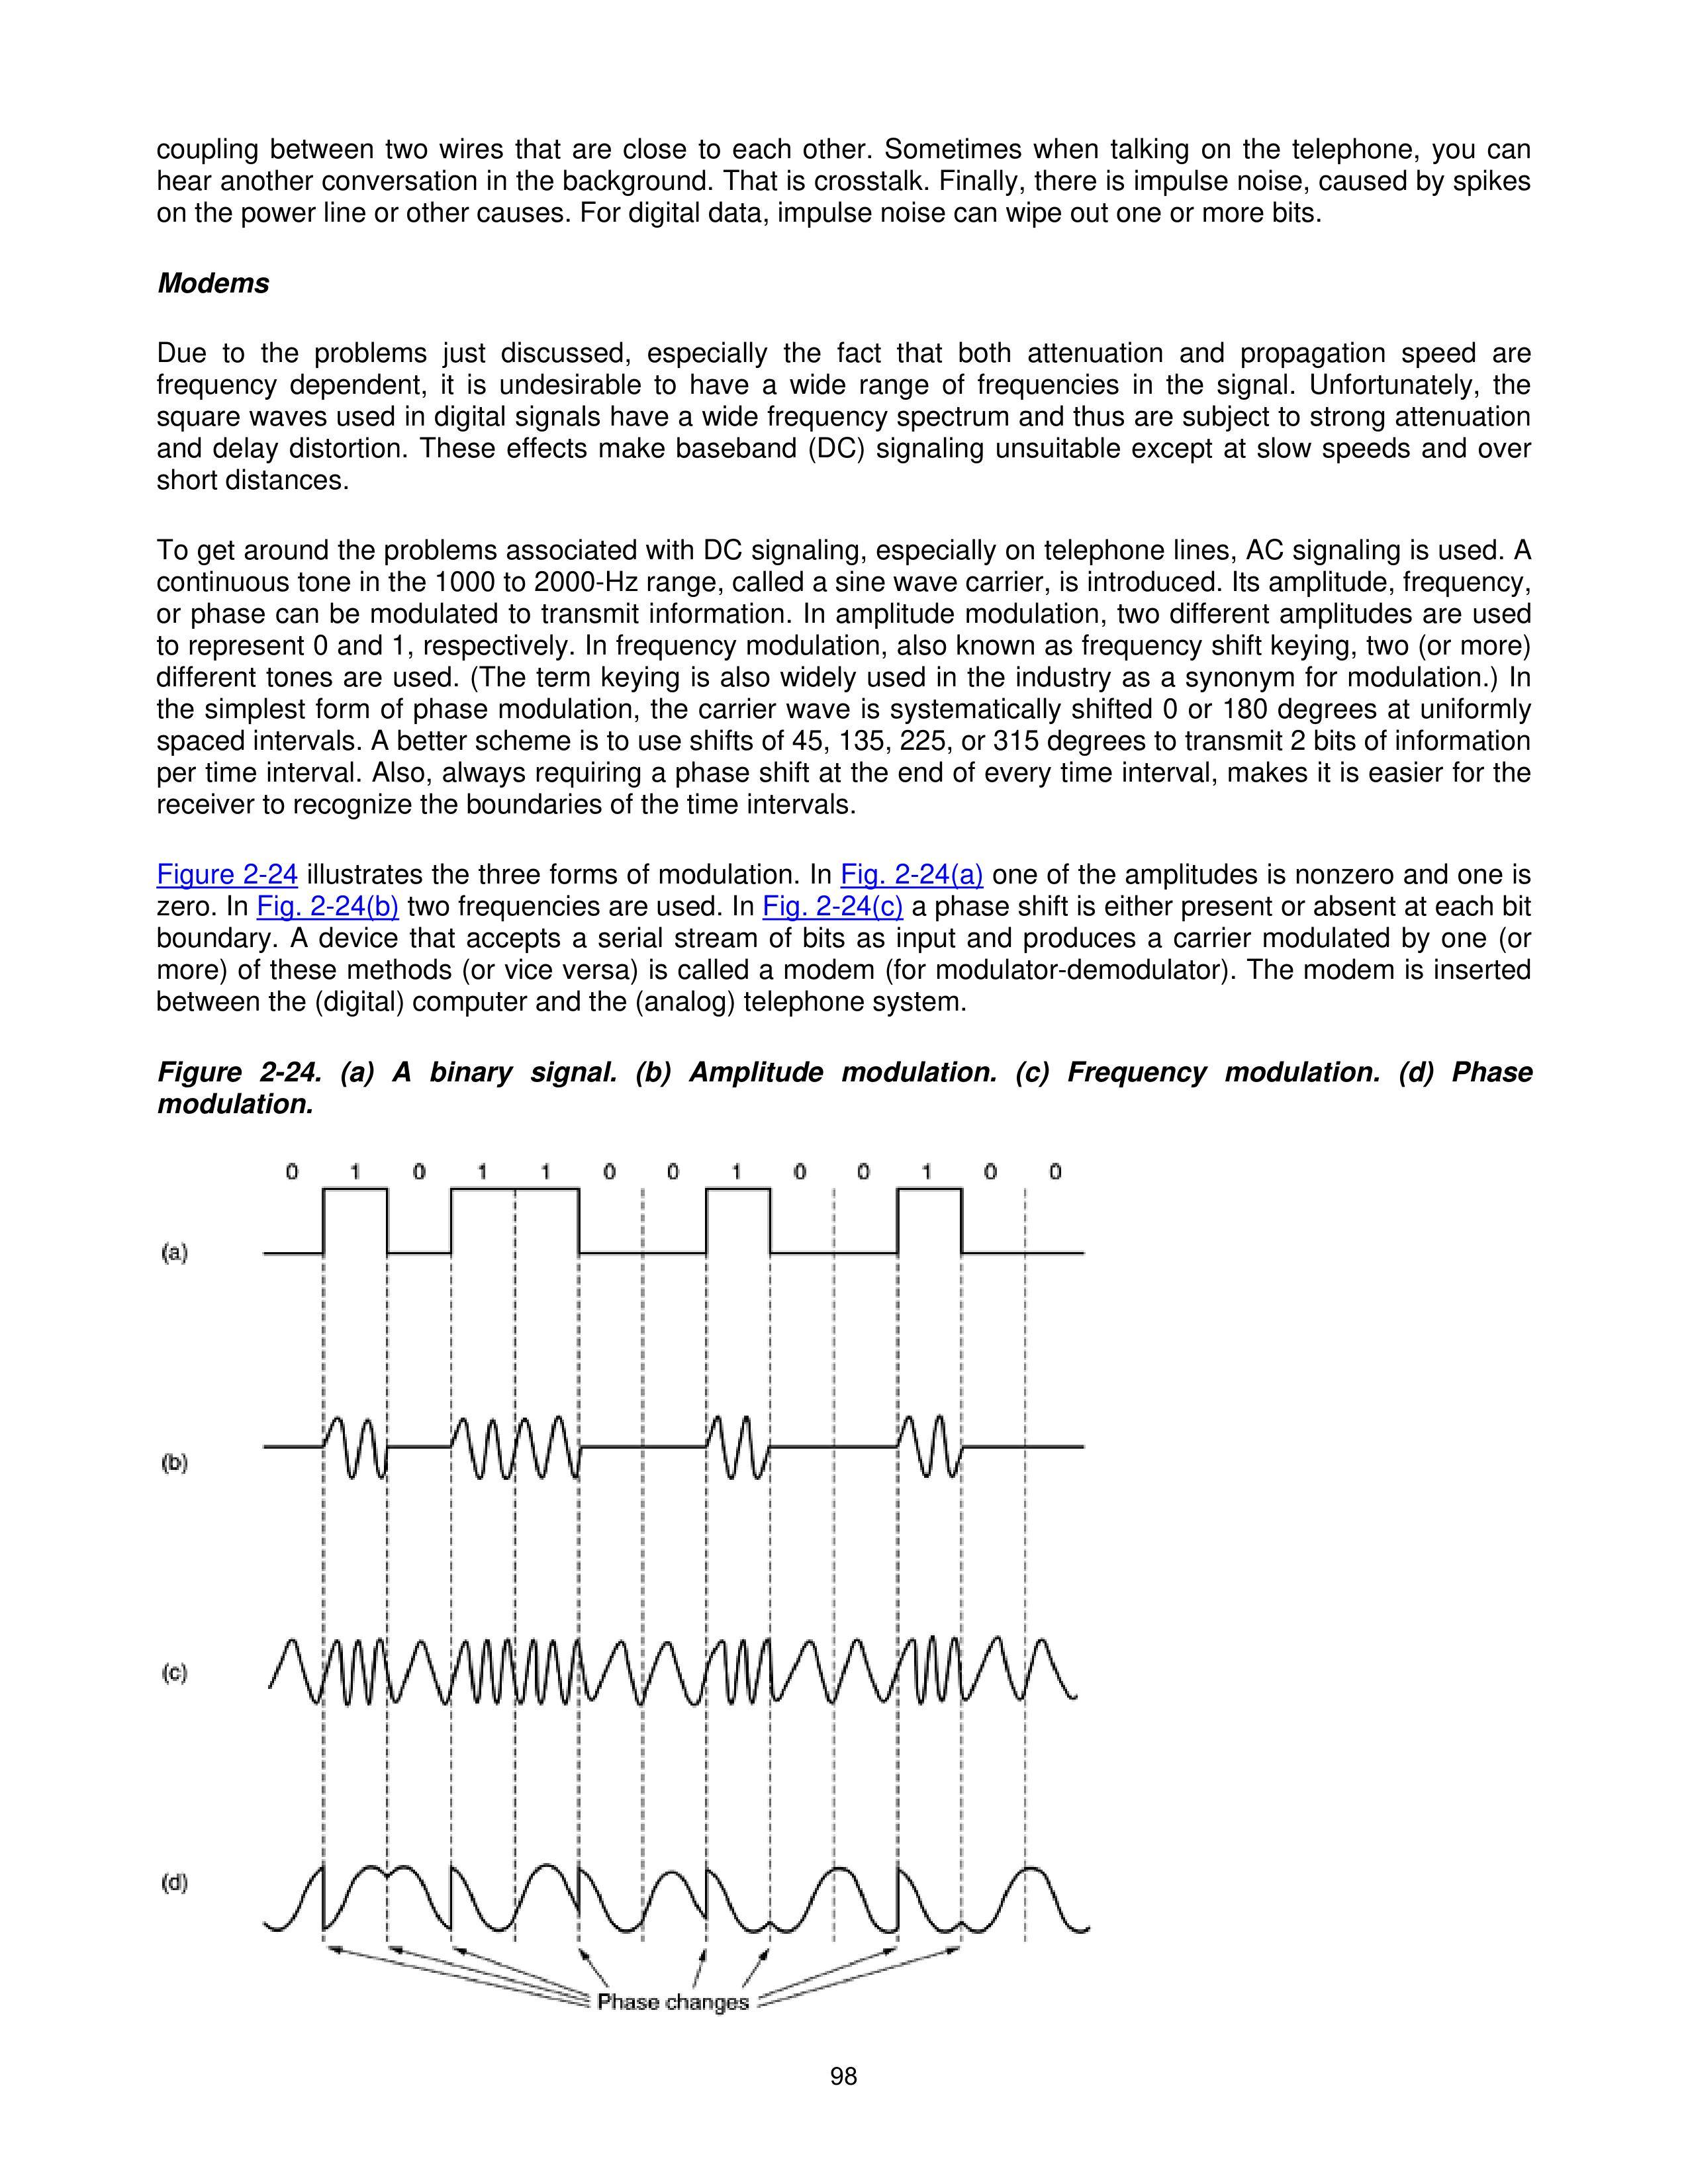 coupling between two wires that are close to each other. Sometimes when talking on the telephone, you can
hear another conversation in the background. That is crosstalk. Finally, there is impulse noise, caused by spikes
on the power line or other causes. For digital data, impulse noise can wipe out one or more bits.
Modems
Due to the problems just discussed, especially the fact that both attenuation and propagation speed are
frequency dependent, it is undesirable to have a wide range of frequencies in the signal. Unfortunately, the
square waves used in digital signals have a wide frequency spectrum and thus are subject to strong attenuation
and delay distortion. These effects make baseband (DC) signaling unsuitable except at slow speeds and over
short distances.
To get around the problems associated with DC signaling, especially on telephone lines, AC signaling is used. A
continuous tone in the 1000 to 2000-Hz range, called a sine wave carrier, is introduced. Its amplitude, frequency,
or phase can be modulated to transmit information. In amplitude modulation, two different amplitudes are used
to represent 0 and 1, respectively. In frequency modulation, also known as frequency shift keying, two (or more)
different tones are used. (The term keying is also widely used in the industry as a synonym for modulation.) In
the simplest form of phase modulation, the carrier wave is systematically shifted 0 or 180 degrees at uniformly
spaced intervals. A better scheme is to use shifts of 45, 135, 225, or 315 degrees to transmit 2 bits of information
per time interval. Also, always requiring a phase shift at the end of every time interval, makes it is easier for the
receiver to recognize the boundaries of the time intervals.
Figure 2-24 illustrates the three forms of modulation. In Fig. 2-24(a) one of the amplitudes is nonzero and one is
zero. In Fig. 2-24(b) two frequencies are used. In Fig. 2-24(c) a phase shift is either present or absent at each bit
boundary. A device that accepts a serial stream of bits as input and produces a carrier modulated by one (or
more) of these methods (or vice versa) is called a modem (for modulator-demodulator). The modem is inserted
between the (digital) computer and the (analog) telephone system.
Figure 2-24. (a) A binary signal. (b) Amplitude modulation. (c) Frequency modulation. (d) Phase
modulation.
0 1 0 1 1 0 0 1 0 0 1 0 0
(a)
(b)
(c)
(d)
Phase changes
98